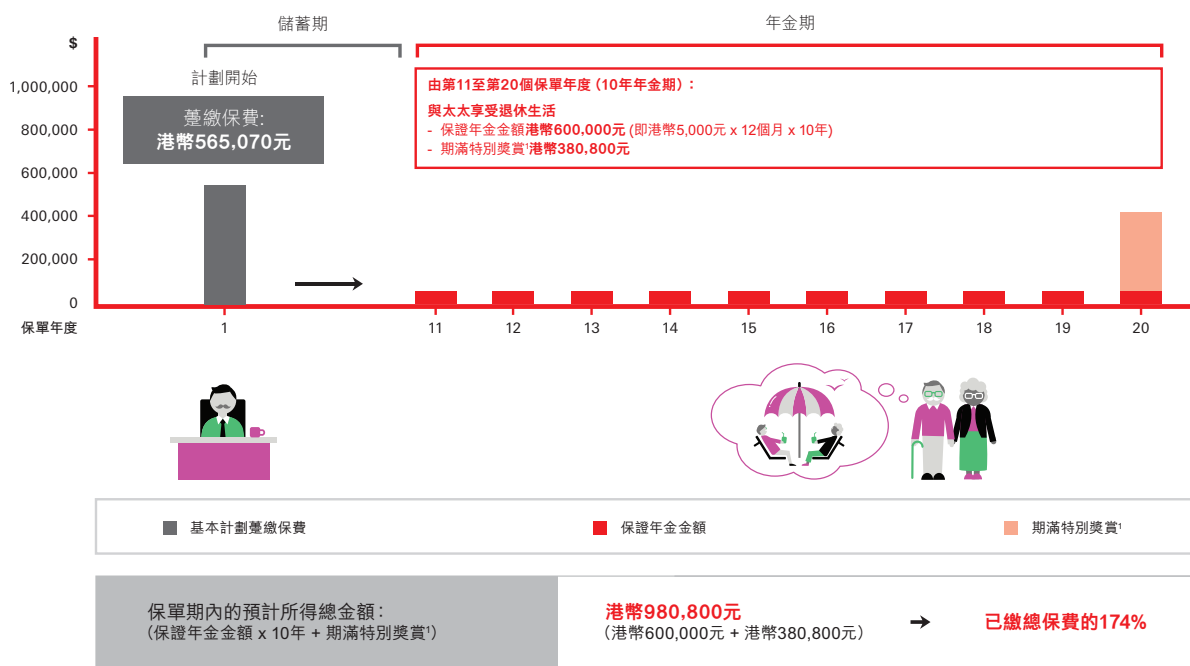 儲蓄期
年金期
$
計劃開始
1,000,000
800,000
600,000
400,000
200,000
0
躉繳保費:
港幣565,070元
由第11至第20個保單年度 (10年年金期)：
與太太享受退休生活
- 保證年金金額港幣600,000元 (即港幣5,000元 x 12個月 x 10年)
- 期滿特別獎賞¹港幣380,800元
保單年度
1
11
12
13
14
15
16
17
18
19
20
基本計劃躉繳保費
保證年金金額
期滿特別獎賞¹
保單期內的預計所得總金額：
(保證年金金額 x 10年 + 期滿特別獎賞¹)
港幣980,800元
(港幣600,000元 + 港幣380,800元)
已繳總保費的174%